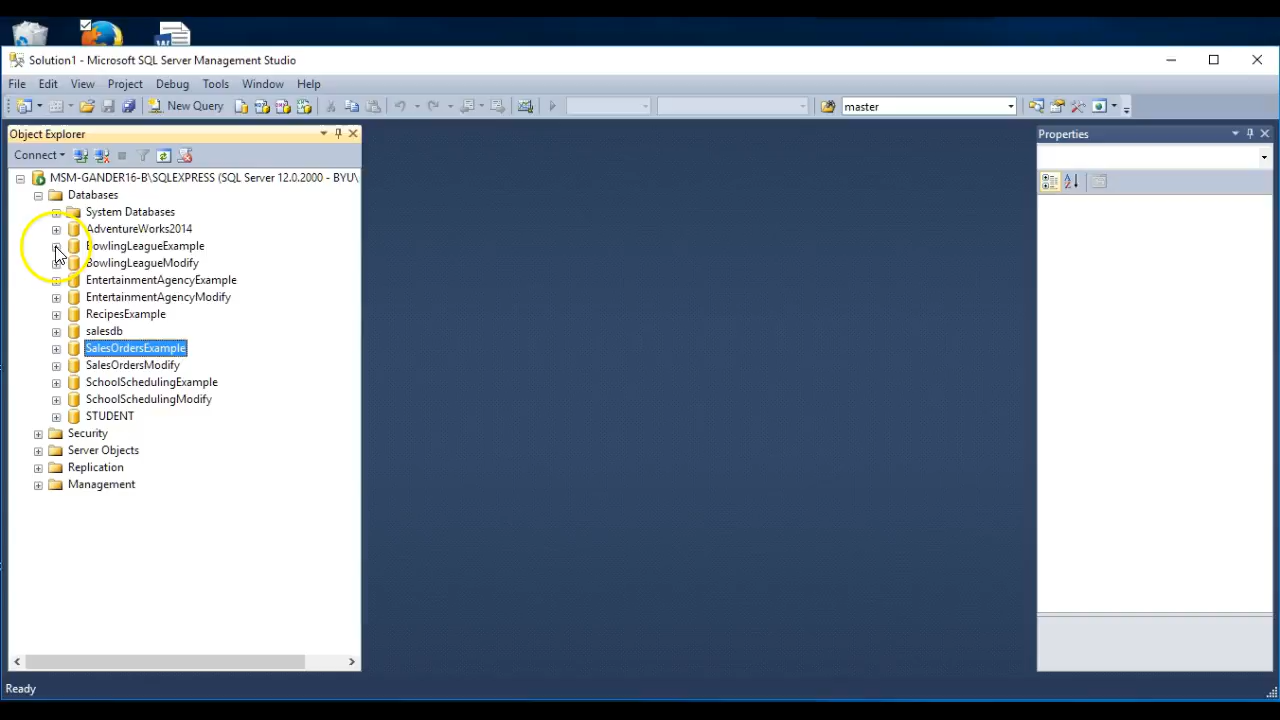 Solution1 - Microsoft SQL Server Management Studio
File Edit View Project Debug Tools Window Help
New Query master
Object Explorer
Properties
Connect
MSM-GANDER16-B\SQLEXPRESS (SQL Server 12.0.2000 - BYU\
Databases
System Databases
AdventureWorks2014
BowlingLeagueExample
BowlingLeagueModify
EntertainmentAgencyExample
EntertainmentAgencyModify
RecipesExample
salesdb
SalesOrdersExample
SalesOrdersModify
SchoolSchedulingExample
SchoolSchedulingModify
STUDENT
Security
Server Objects
Replication
Management
Ready